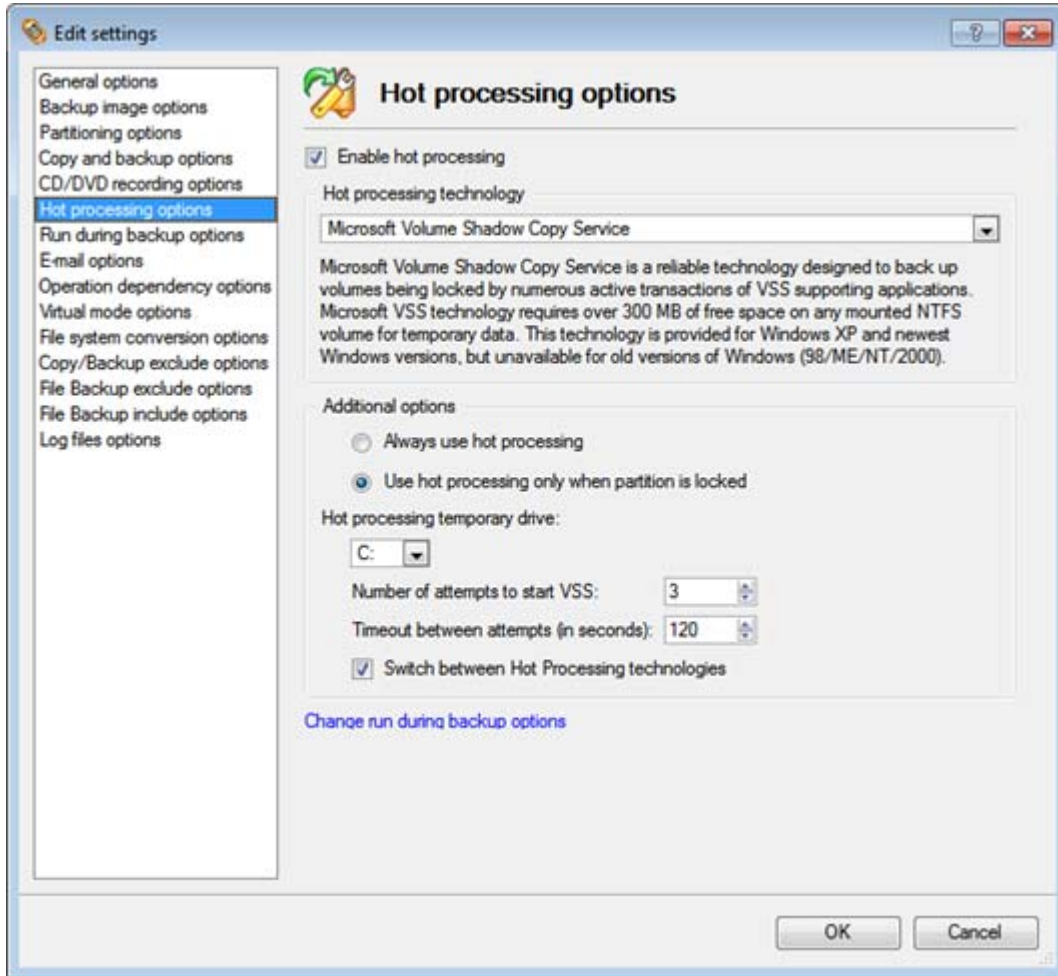 Edit settings
General options
Backup image options
Partitioning options
Copy and backup options
CD/DVD recording options
Hot processing options
Run during backup options
E-mail options
Operation dependency options
Virtual mode options
File system conversion options
Copy/Backup exclude options
File Backup exclude options
File Backup include options
Log files options
Hot processing options
Enable hot processing
Hot processing technology
Microsoft Volume Shadow Copy Service
Microsoft Volume Shadow Copy Service is a reliable technology designed to back up
volumes being locked by numerous active transactions of VSS supporting applications.
Microsoft VSS technology requires over 300 MB of free space on any mounted NTFS
volume for temporary data. This technology is provided for Windows XP and newest
Windows versions, but unavailable for old versions of Windows (98/ME/NT/2000).
Additional options
Always use hot processing
Use hot processing only when partition is locked
Hot processing temporary drive:
C:
Number of attempts to start VSS: 3
Timeout between attempts (in seconds): 120
Switch between Hot Processing technologies
Change run during backup options
OK Cancel